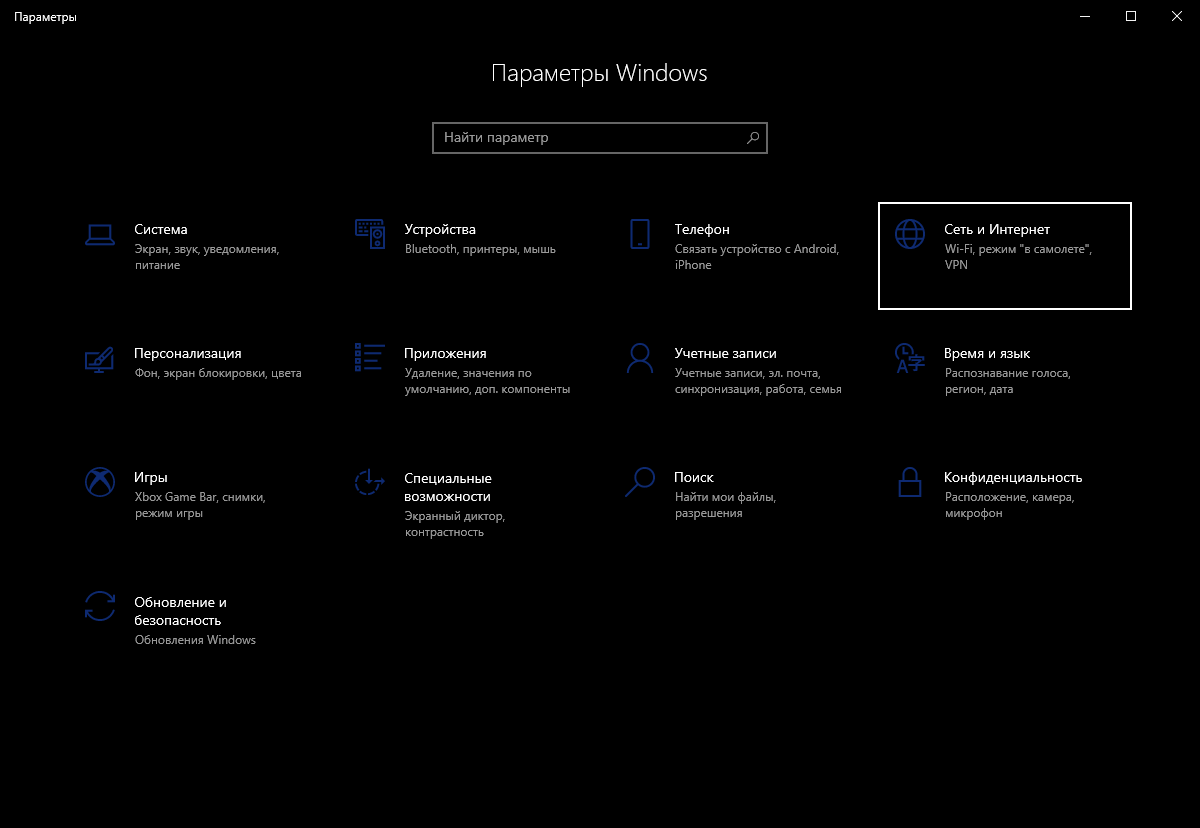 Параметры
Параметры Windows
Найти параметр
Система
Экран, звук, уведомления,
питание
Устройства
Bluetooth, принтеры, мышь
Телефон
Связать устройство с Android,
iPhone
Сеть и Интернет
Wi-Fi, режим "в самолете",
VPN
Персонализация
Фон, экран блокировки, цвета
Приложения
Удаление, значения по
умолчанию, доп. компоненты
Учетные записи
Учетные записи, эл. почта,
синхронизация, работа, семья
Время и язык
Распознавание голоса,
регион, дата
Игры
Xbox Game Bar, снимки,
режим игры
Специальные
возможности
Экранный диктор,
контрастность
Поиск
Найти мои файлы,
разрешения
Конфиденциальность
Расположение, камера,
микрофон
Обновление и
безопасность
Обновления Windows